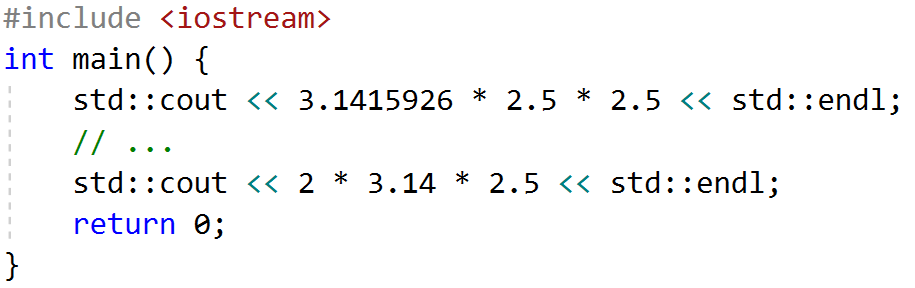 #include <iostream>
int main() {
    std::cout << 3.1415926 * 2.5 * 2.5 << std::endl;
    // ...
    std::cout << 2 * 3.14 * 2.5 << std::endl;
    return 0;
}